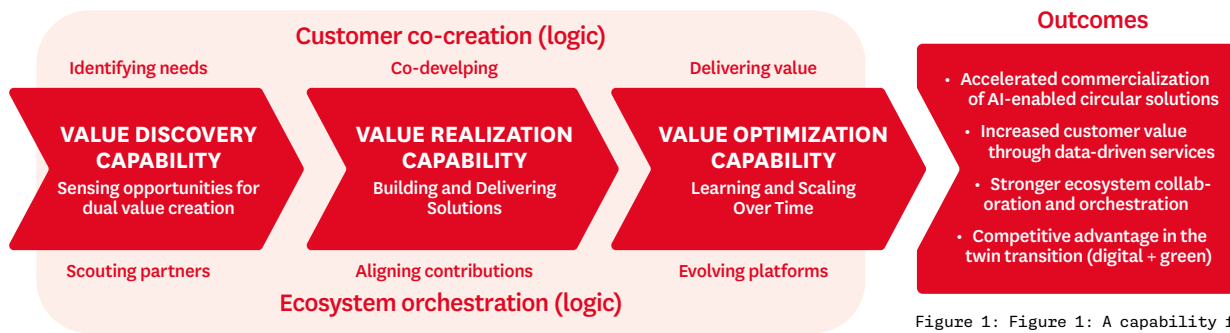 Customer co-creation (logic)
Identifying needs
Co-develping
Delivering value
VALUE DISCOVERY
CAPABILITY
Sensing opportunities for
dual value creation
VALUE REALIZATION
CAPABILITY
Building and Delivering
Solutions
VALUE OPTIMIZATION
CAPABILITY
Learning and Scaling
Over Time
Scouting partners
Aligning contributions
Evolving platforms
Ecosystem orchestration (logic)
Outcomes
• Accelerated commercialization
of AI-enabled circular solutions
• Increased customer value
through data-driven services
• Stronger ecosystem collab-
oration and orchestration
• Competitive advantage in the
twin transition (digital + green)
Figure 1: Figure 1: A capability